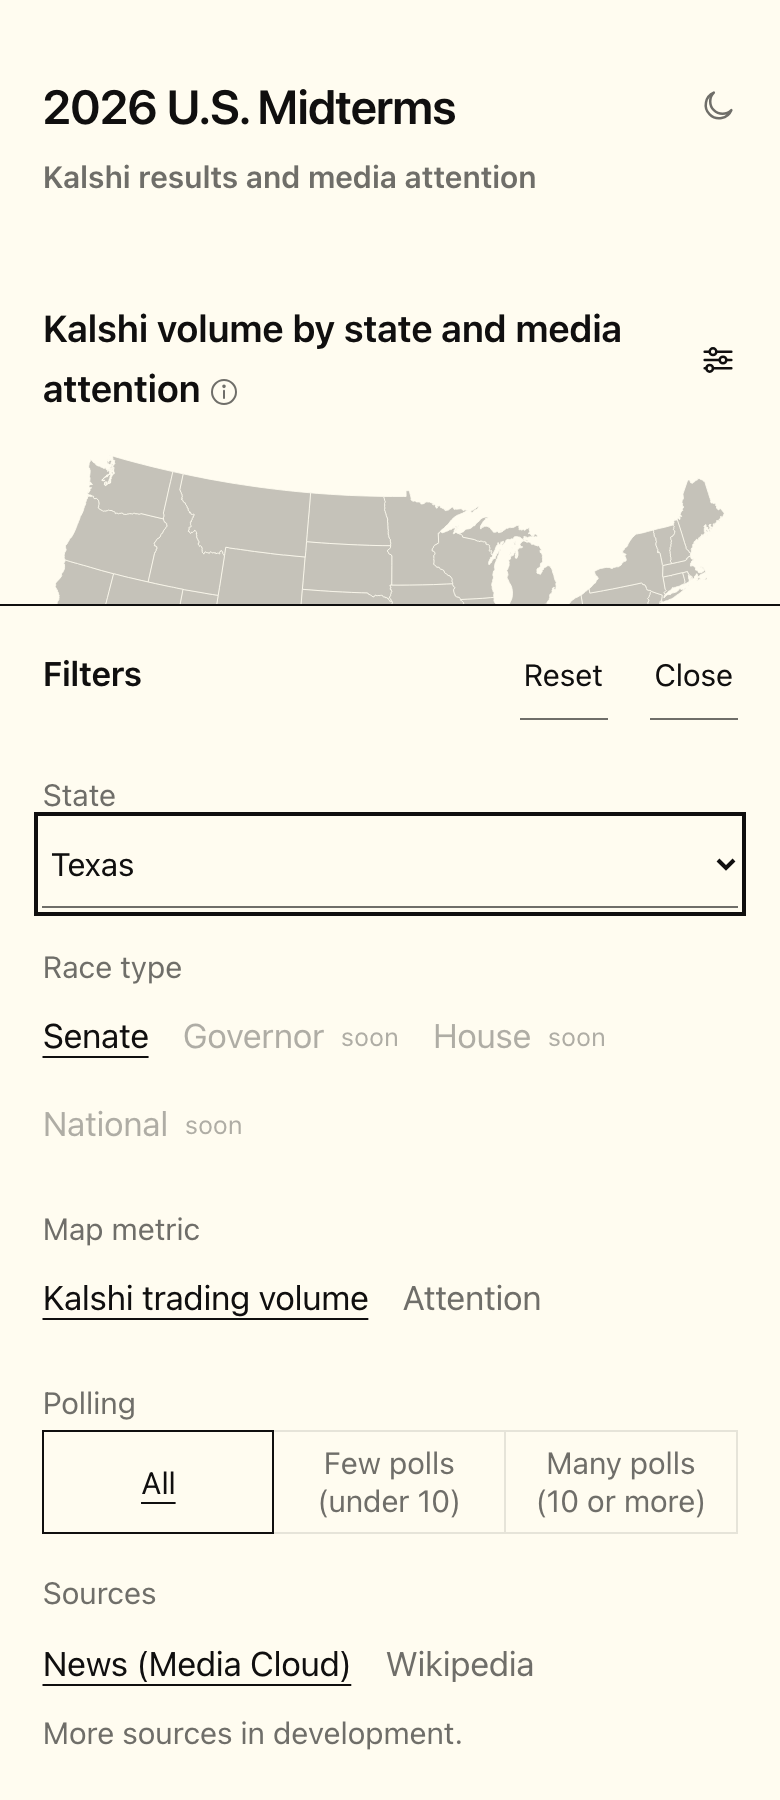 2026 U.S. Midterms
Kalshi results and media attention
Kalshi volume by state and media
attention
Filters
Reset Close
State
Texas
Race type
Senate Governor soon House soon
National soon
Map metric
Kalshi trading volume Attention
Polling
All
Few polls
(under 10)
Many polls
(10 or more)
Sources
News (Media Cloud) Wikipedia
More sources in development.